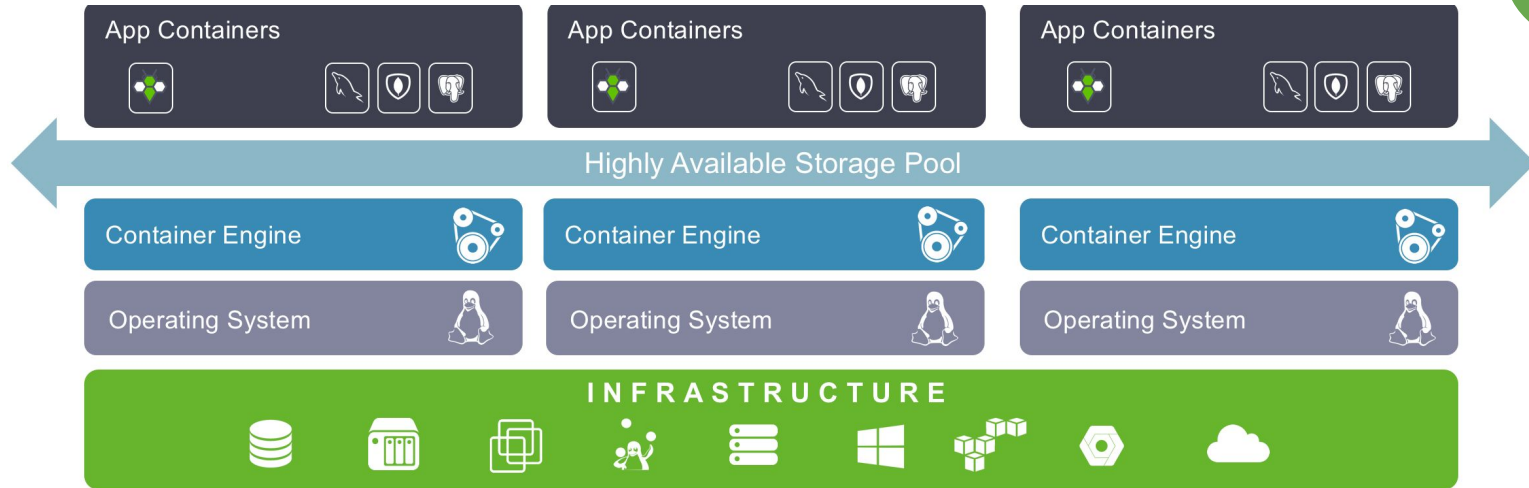 App Containers
App Containers
App Containers
Highly Available Storage Pool
Container Engine
Container Engine
Container Engine
Operating System
Operating System
Operating System
INFRASTRUCTURE